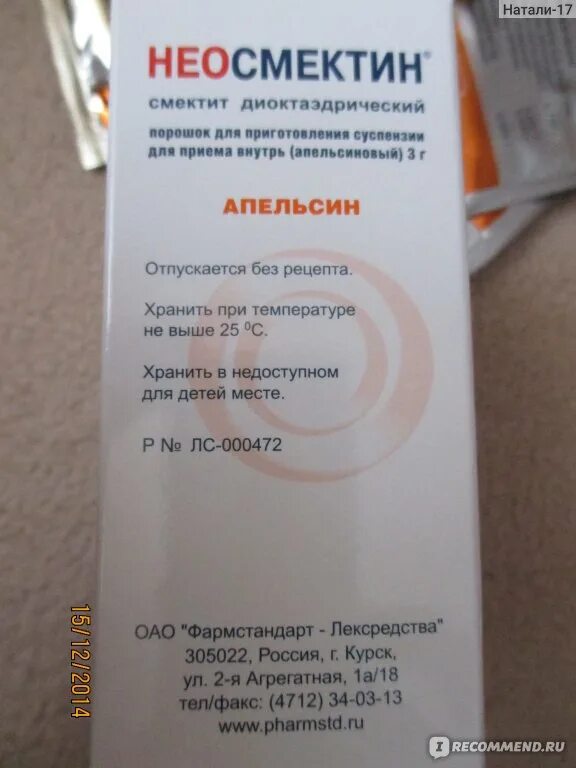 Натали-17
НЕОСМЕКТИН®
смектит диоктаэдрический
порошок для приготовления суспензии
для приема внутрь (апельсиновый) 3 г
АПЕЛЬСИН
Отпускается без рецепта.
Хранить при температуре
не выше 25 ⁰С.
Хранить в недоступном
для детей месте.
Р № ЛС-000472
ОАО "Фармстандарт - Лексредства"
305022, Россия, г. Курск,
ул. 2-я Агрегатная, 1а/18
тел/факс: (4712) 34-03-13
www.pharmstd.ru
15/12/2014
I RECOMMEND.RU